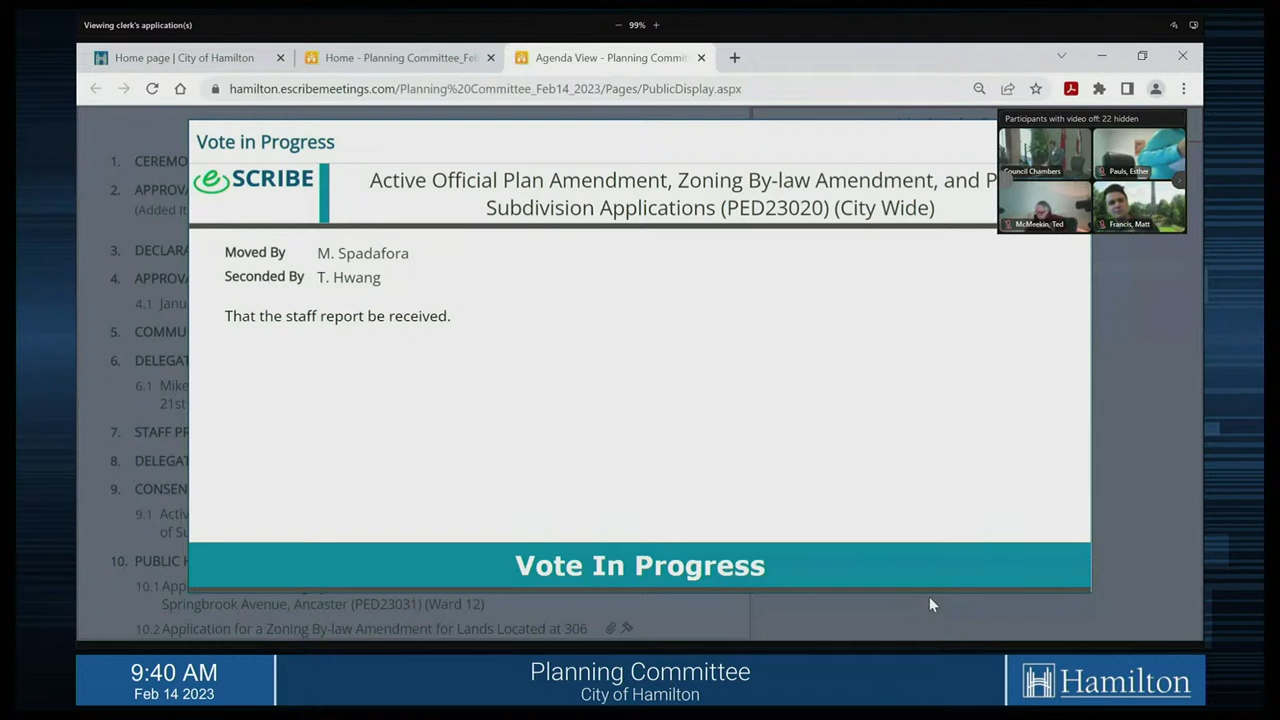 Viewing clerk's application(s)
99%
Home page | City of Hamilton
Home - Planning Committee_Fe
Agenda View - Planning Commit
hamilton.escribemeetings.com/Planning%20Committee_Feb14_2023/Pages/PublicDisplay.aspx
Participants with video off: 22 hidden
Council Chambers
Pauls, Esther
McMeekin, Ted
Francis, Matt
Vote in Progress
eSCRIBE
Active Official Plan Amendment, Zoning By-law Amendment, and P
Subdivision Applications (PED23020) (City Wide)
Moved By M. Spadafora
Seconded By T. Hwang
That the staff report be received.
Vote In Progress
1. CEREMO
2. APPROVA
(Added It
3. DECLARA
4. APPROVA
4.1 Janu
5. COMMU
6. DELEGAT
6.1 Mike
21st
7. STAFF PR
8. DELEGAT
9. CONSEN
9.1 Activ
of Su
10. PUBLIC H
10.1 App
Springbrook Avenue, Ancaster (PED23031) (Ward 12)
10.2 Application for a Zoning By-law Amendment for Lands Located at 306
9:40 AM
Feb 14 2023
Planning Committee
City of Hamilton
Hamilton